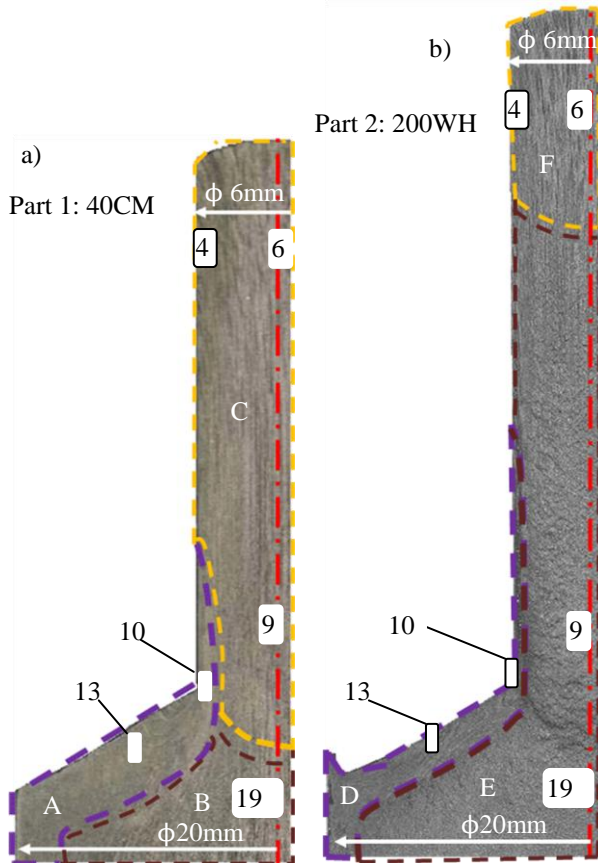 a)
Part 1: 40CM
ϕ 6mm
4
6
C
9
10
13
A
B
19
ϕ20mm
b)
Part 2: 200WH
ϕ 6mm
4
6
F
9
10
13
D
E
19
ϕ20mm